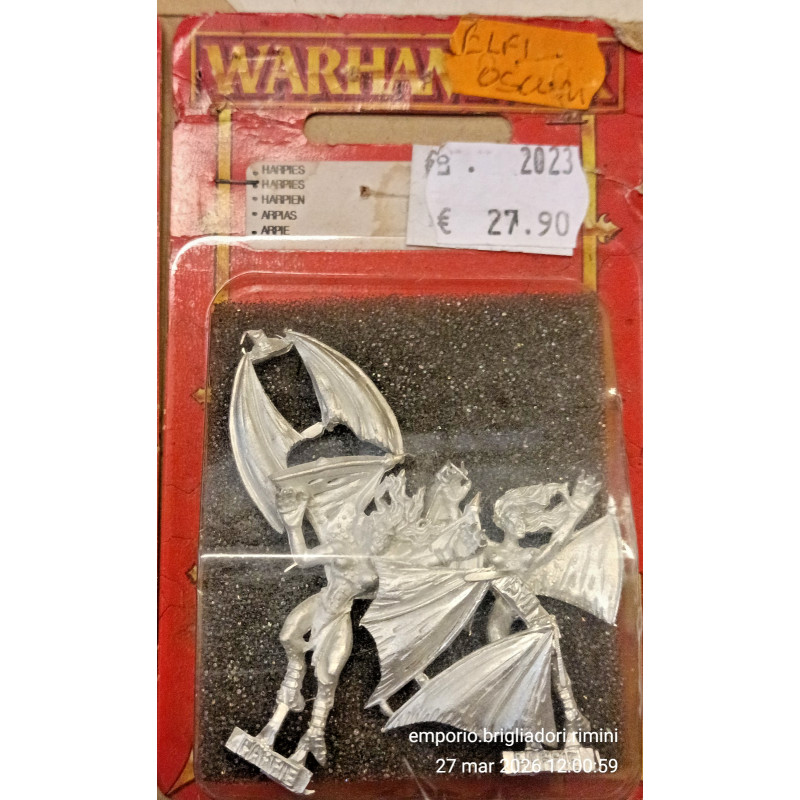 WARHAM
ELFI
OSCURI
FB. 2023
€ 27.90
• HARPIES
• HARPIES
• HARPIEN
• ARPIAS
• ARPIE
HARPIE
emporio.brigliadori.rimini
27 mar 2026 12:00:59